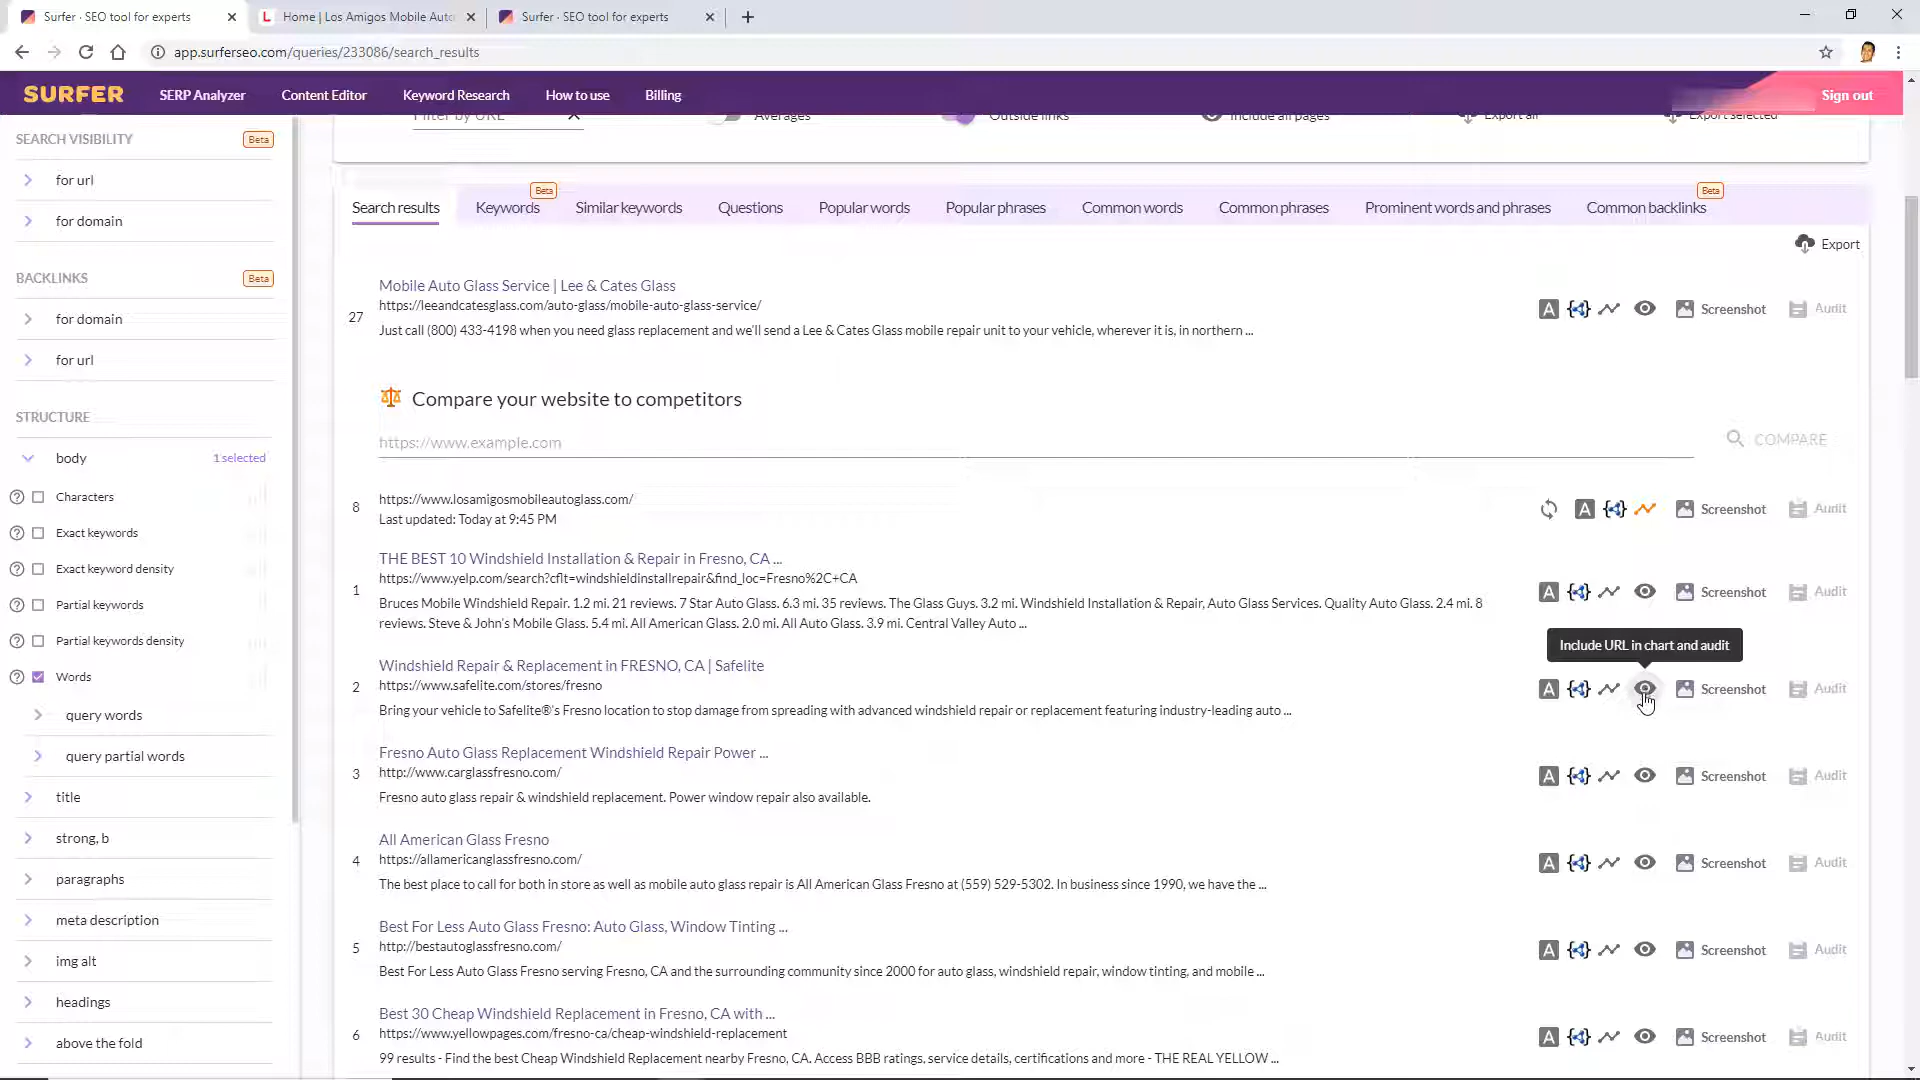 Surfer · SEO tool for experts
Home | Los Amigos Mobile Auto
Surfer · SEO tool for experts
app.surferseo.com/queries/233086/search_results
SURFER
SERP Analyzer
Content Editor
Keyword Research
How to use
Billing
Sign out
Filter by URL
Averages
Outside links
Include all pages
Export all
Export selected
SEARCH VISIBILITY
Beta
for url
for domain
BACKLINKS
Beta
for domain
for url
STRUCTURE
body
1 selected
Characters
Exact keywords
Exact keyword density
Partial keywords
Partial keywords density
Words
query words
query partial words
title
strong, b
paragraphs
meta description
img alt
headings
above the fold
Search results
Keywords
Beta
Similar keywords
Questions
Popular words
Popular phrases
Common words
Common phrases
Prominent words and phrases
Common backlinks
Beta
Export
27
Mobile Auto Glass Service | Lee & Cates Glass
https://leeandcatesglass.com/auto-glass/mobile-auto-glass-service/
Just call (800) 433-4198 when you need glass replacement and we'll send a Lee & Cates Glass mobile repair unit to your vehicle, wherever it is, in northern ...
A
Screenshot
Audit
Compare your website to competitors
https://www.example.com
COMPARE
8
https://www.losamigosmobileautoglass.com/
Last updated: Today at 9:45 PM
A
Screenshot
Audit
1
THE BEST 10 Windshield Installation & Repair in Fresno, CA ...
https://www.yelp.com/search?cflt=windshieldinstallrepair&find_loc=Fresno%2C+CA
Bruces Mobile Windshield Repair. 1.2 mi. 21 reviews. 7 Star Auto Glass. 6.3 mi. 35 reviews. The Glass Guys. 3.2 mi. Windshield Installation & Repair, Auto Glass Services. Quality Auto Glass. 2.4 mi. 8
reviews. Steve & John's Mobile Glass. 5.4 mi. All American Glass. 2.0 mi. All Auto Glass. 3.9 mi. Central Valley Auto ...
A
Screenshot
Audit
Include URL in chart and audit
2
Windshield Repair & Replacement in FRESNO, CA | Safelite
https://www.safelite.com/stores/fresno
Bring your vehicle to Safelite®'s Fresno location to stop damage from spreading with advanced windshield repair or replacement featuring industry-leading auto ...
A
Screenshot
Audit
3
Fresno Auto Glass Replacement Windshield Repair Power ...
http://www.carglassfresno.com/
Fresno auto glass repair & windshield replacement. Power window repair also available.
A
Screenshot
Audit
4
All American Glass Fresno
https://allamericanglassfresno.com/
The best place to call for both in store as well as mobile auto glass repair is All American Glass Fresno at (559) 529-5302. In business since 1990, we have the ...
A
Screenshot
Audit
5
Best For Less Auto Glass Fresno: Auto Glass, Window Tinting ...
http://bestautoglassfresno.com/
Best For Less Auto Glass Fresno serving Fresno, CA and the surrounding community since 2000 for auto glass, windshield repair, window tinting, and mobile ...
A
Screenshot
Audit
6
Best 30 Cheap Windshield Replacement in Fresno, CA with ...
https://www.yellowpages.com/fresno-ca/cheap-windshield-replacement
99 results - Find the best Cheap Windshield Replacement nearby Fresno, CA. Access BBB ratings, service details, certifications and more - THE REAL YELLOW ...
A
Screenshot
Audit